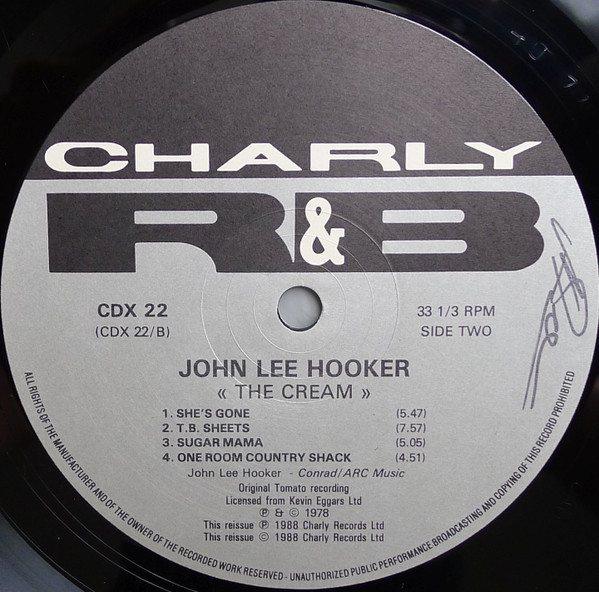 CHARLY
R&B
CDX 22
(CDX 22/B)
33 1/3 RPM
SIDE TWO
JOHN LEE HOOKER
« THE CREAM »
1. SHE'S GONE (5.47)
2. T.B. SHEETS (7.57)
3. SUGAR MAMA (5.05)
4. ONE ROOM COUNTRY SHACK (4.51)
John Lee Hooker - Conrad/ARC Music
Original Tomato recording
Licensed from Kevin Eggars Ltd
℗ & © 1978
This reissue ℗ 1988 Charly Records Ltd
This reissue © 1988 Charly Records Ltd
ALL RIGHTS OF THE MANUFACTURER AND OF THE OWNER OF THE RECORDED WORK RESERVED - UNAUTHORIZED PUBLIC PERFORMANCE BROADCASTING AND COPYING OF THIS RECORD PROHIBITED